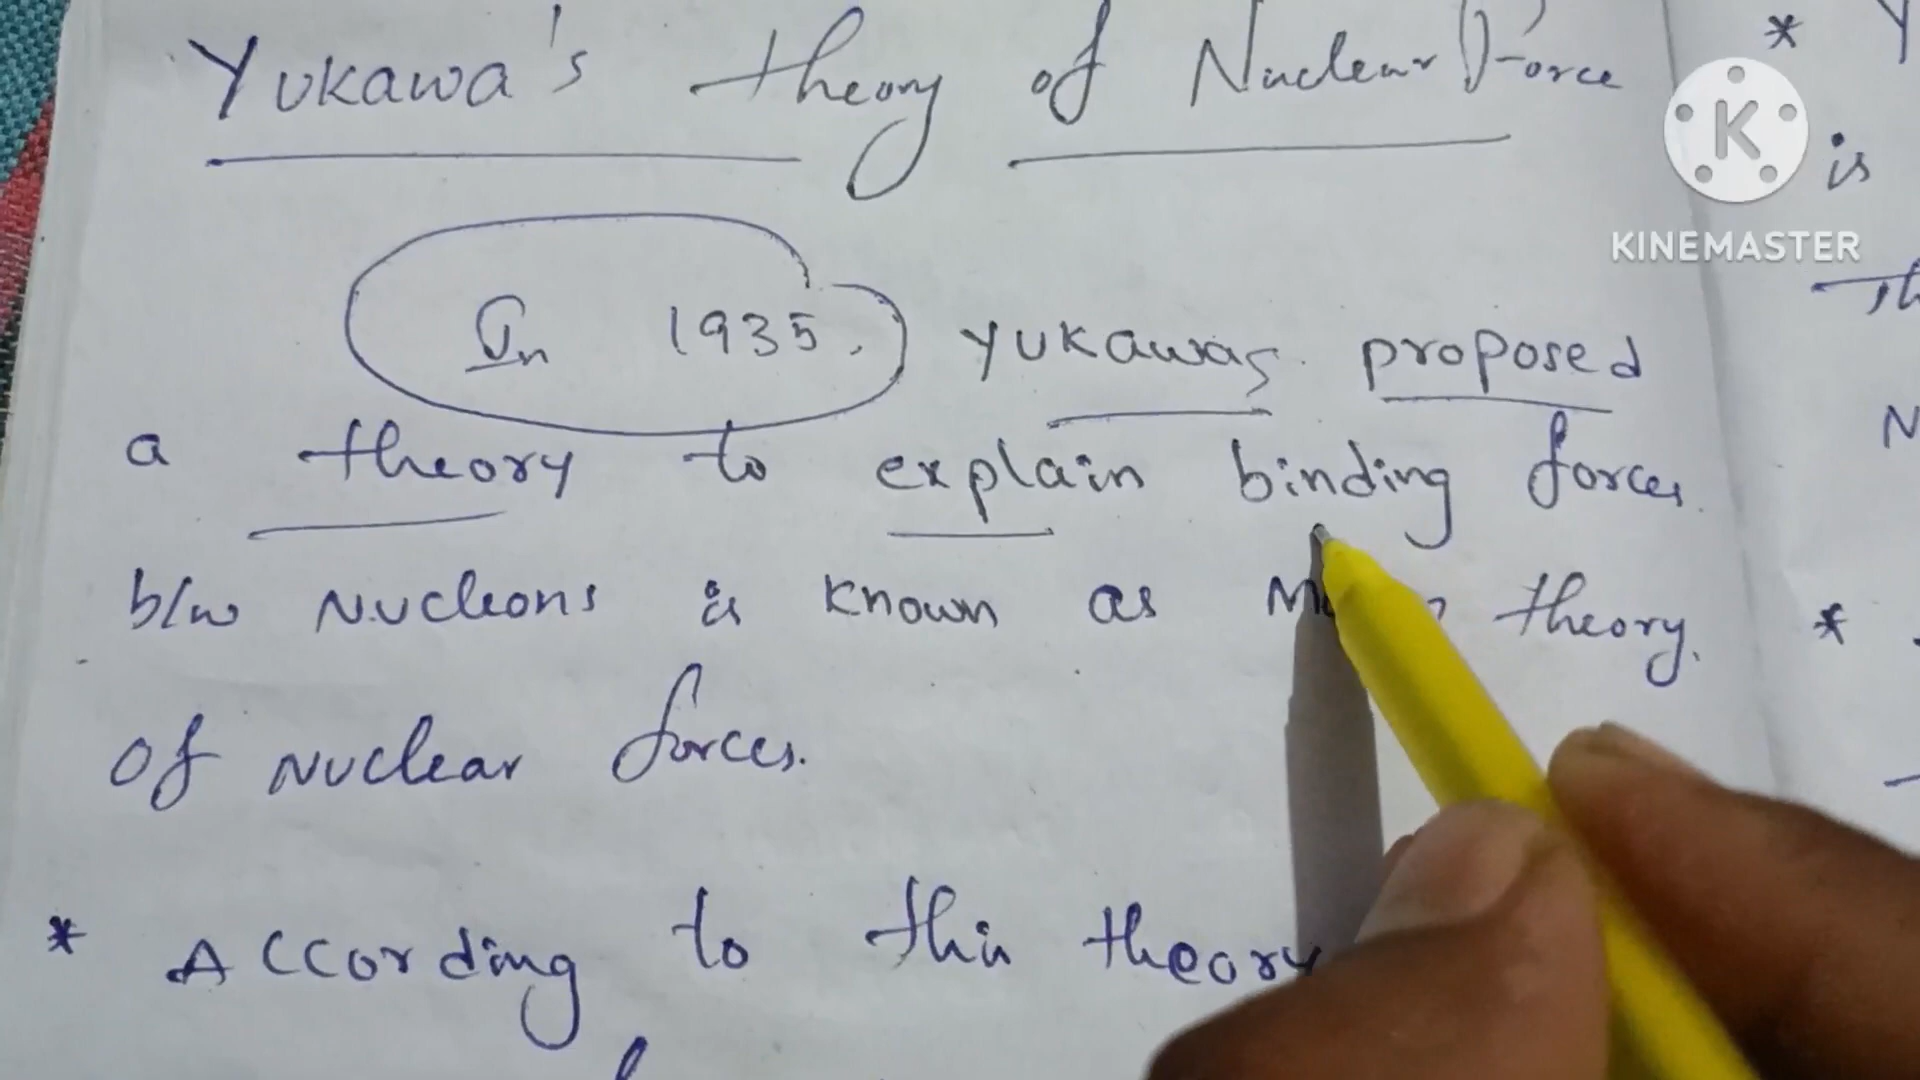 Yukawa's theory of Nuclear Force
In 1935, Yukawas proposed
a theory to explain binding forces
b/w Nucleons is known as theory.
of Nuclear forces.
* According to this theory
* Y
is
Th
N
*
K
KINEMASTER